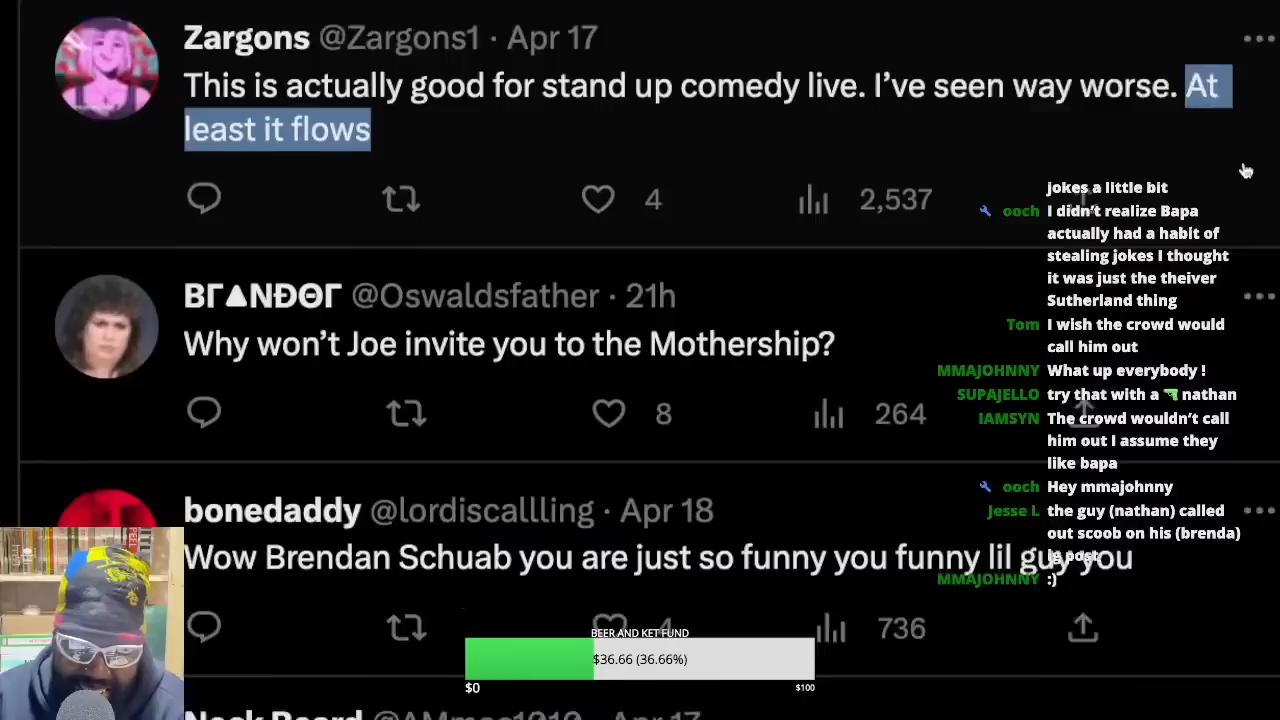 Zargons @Zargons1 · Apr 17
This is actually good for stand up comedy live. I've seen way worse. At
least it flows
4
2,537
BΓ▲NĐΘΓ @Oswaldsfather · 21h
Why won't Joe invite you to the Mothership?
8
264
bonedaddy @lordiscallling · Apr 18
Wow Brendan Schuab you are just so funny you funny lil guy you
4
736
jokes a little bit
ooch I didn't realize Bapa
actually had a habit of
stealing jokes I thought
it was just the theiver
Sutherland thing
Tom I wish the crowd would
call him out
MMAJOHNNY What up everybody !
SUPAJELLO try that with a 🔫 nathan
IAMSYN The crowd wouldn't call
him out I assume they
like bapa
ooch Hey mmajohnny
Jesse L the guy (nathan) called
out scoob on his (brenda)
ig post
MMAJOHNNY :)
BEER AND KET FUND
$36.66 (36.66%)
$0
$100